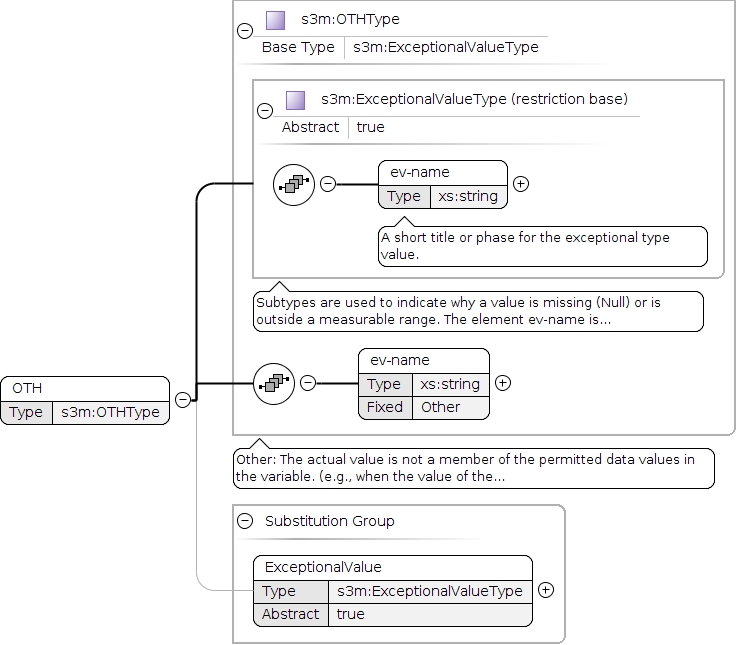 s3m:OTHType
Base Type s3m:ExceptionalValueType
s3m:ExceptionalValueType (restriction base)
Abstract true
ev-name
Type xs:string
A short title or phase for the exceptional type
value.
Subtypes are used to indicate why a value is missing (Null) or is
outside a measurable range. The element ev-name is...
ev-name
Type xs:string
Fixed Other
OTH
Type s3m:OTHType
Other: The actual value is not a member of the permitted data values in
the variable. (e.g., when the value of the...
Substitution Group
ExceptionalValue
Type s3m:ExceptionalValueType
Abstract true